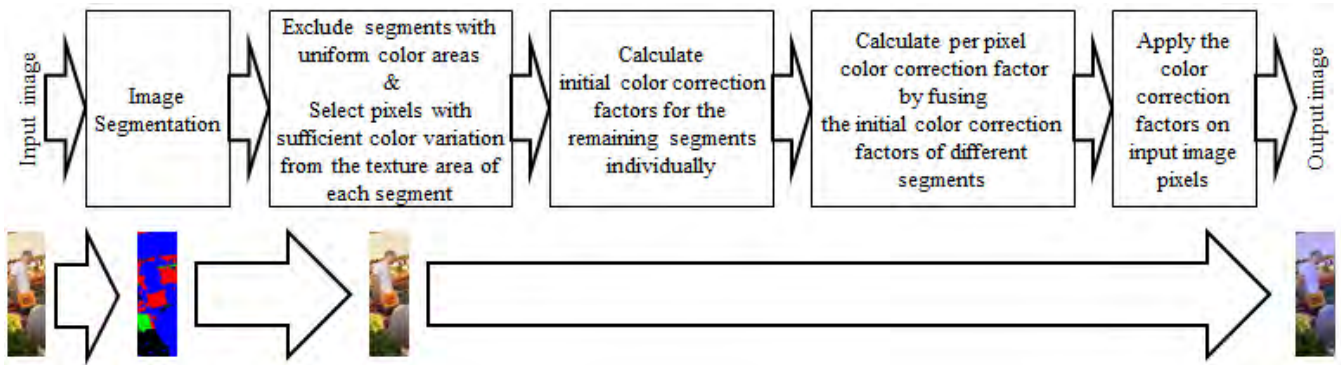 Input image
Image
Segmentation
Exclude segments with
uniform color areas
&
Select pixels with
sufficient color variation
from the texture area of
each segment
Calculate
initial color correction
factors for the
remaining segments
individually
Calculate per pixel
color correction factor
by fusing
the initial color correction
factors of different
segments
Apply the
color
correction
factors on
input image
pixels
Output image